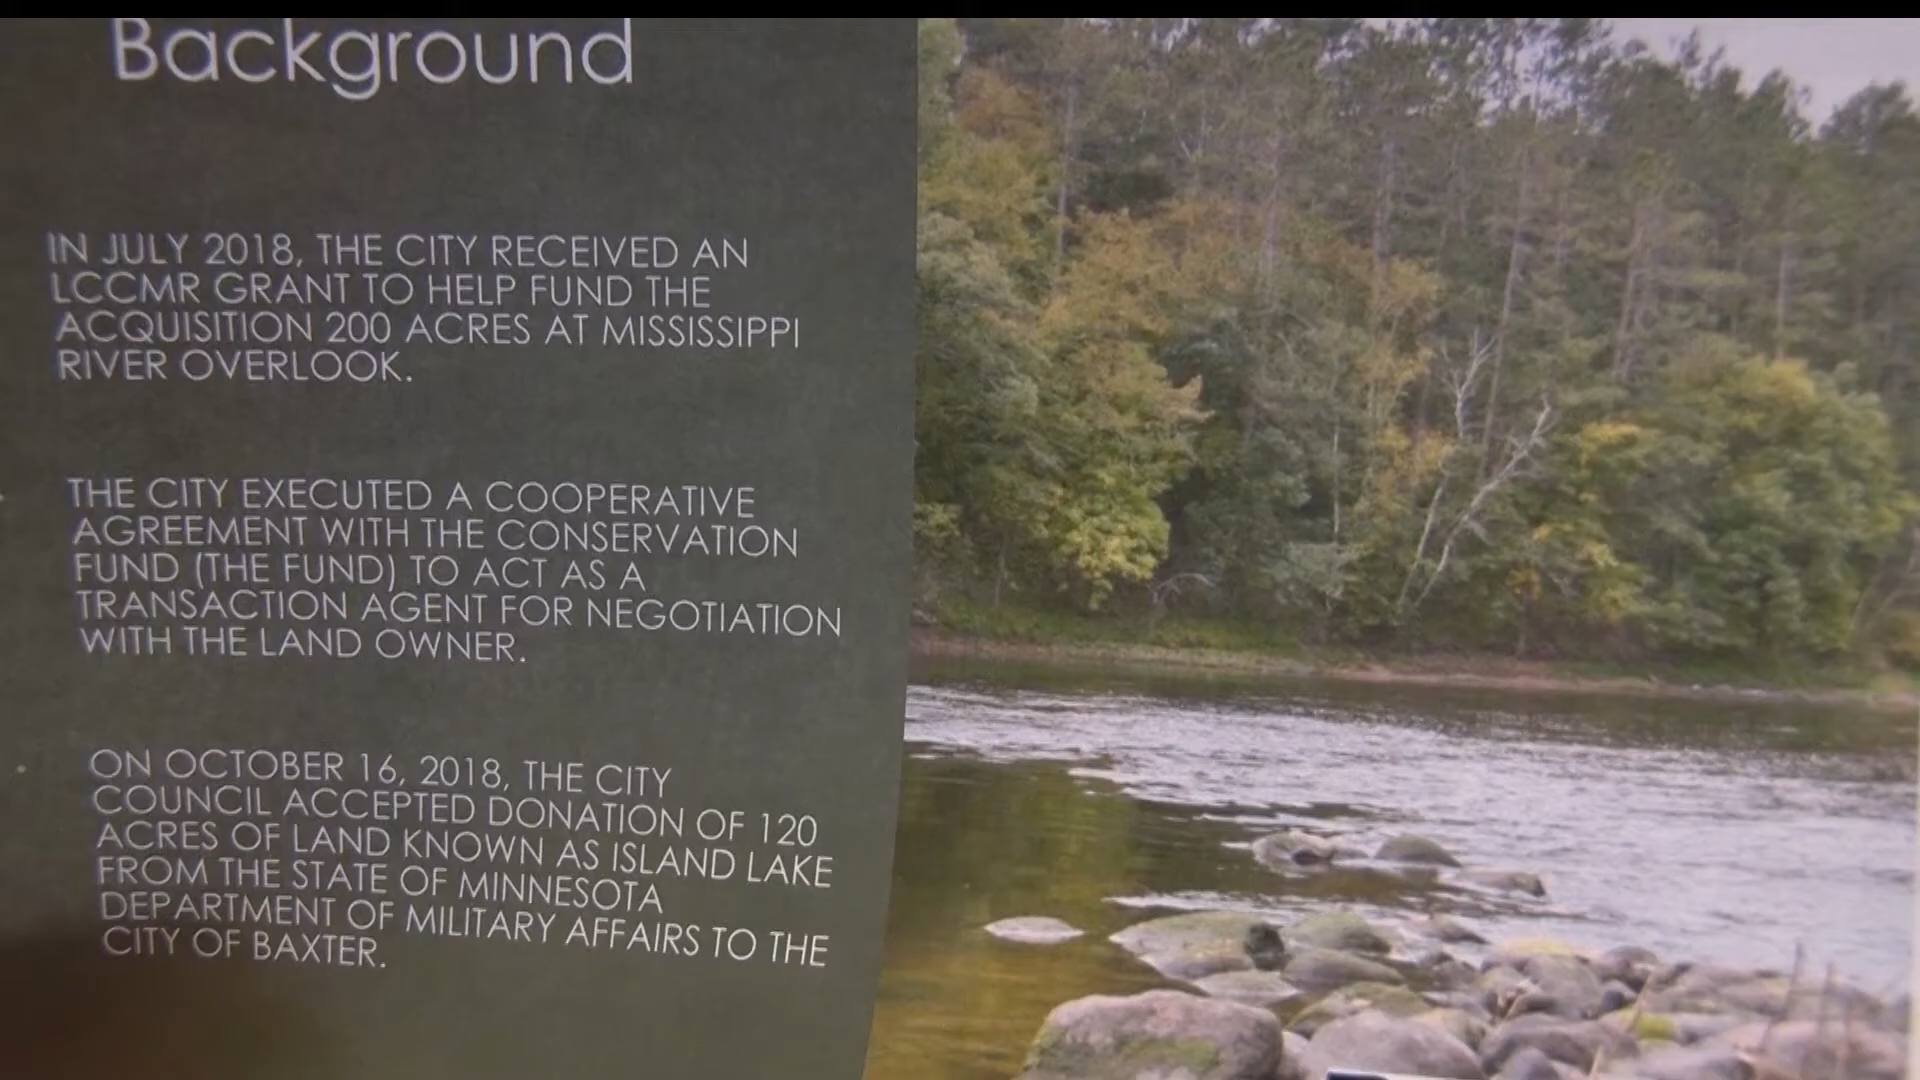 Background
IN JULY 2018, THE CITY RECEIVED AN
LCCMR GRANT TO HELP FUND THE
ACQUISITION 200 ACRES AT MISSISSIPPI
RIVER OVERLOOK.
THE CITY EXECUTED A COOPERATIVE
AGREEMENT WITH THE CONSERVATION
FUND (THE FUND) TO ACT AS A
TRANSACTION AGENT FOR NEGOTIATION
WITH THE LAND OWNER.
ON OCTOBER 16, 2018, THE CITY
COUNCIL ACCEPTED DONATION OF 120
ACRES OF LAND KNOWN AS ISLAND LAKE
FROM THE STATE OF MINNESOTA
DEPARTMENT OF MILITARY AFFAIRS TO THE
CITY OF BAXTER.